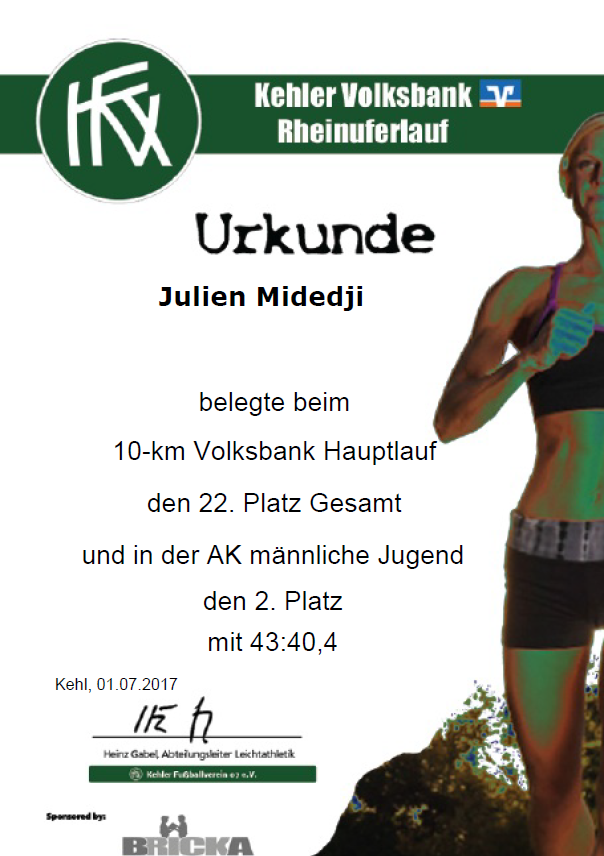 KFV
Kehler Volksbank
Rheinuferlauf
Urkunde
Julien Midedji
belegte beim
10-km Volksbank Hauptlauf
den 22. Platz Gesamt
und in der AK männliche Jugend
den 2. Platz
mit 43:40,4
Kehl, 01.07.2017
Heinz Gabel, Abteilungsleiter Leichtathletik
Kehler Fußballverein 07 e.V.
Sponsored by:
BRICKA